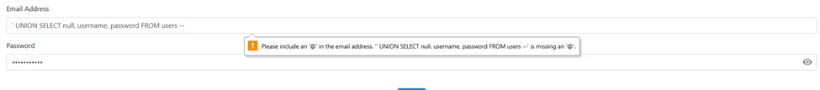 Email Address
'' UNION SELECT null, username, password FROM users --
Please include an '@' in the email address. '' UNION SELECT null, username, password FROM users --' is missing an '@'.
Password
•••••••••••